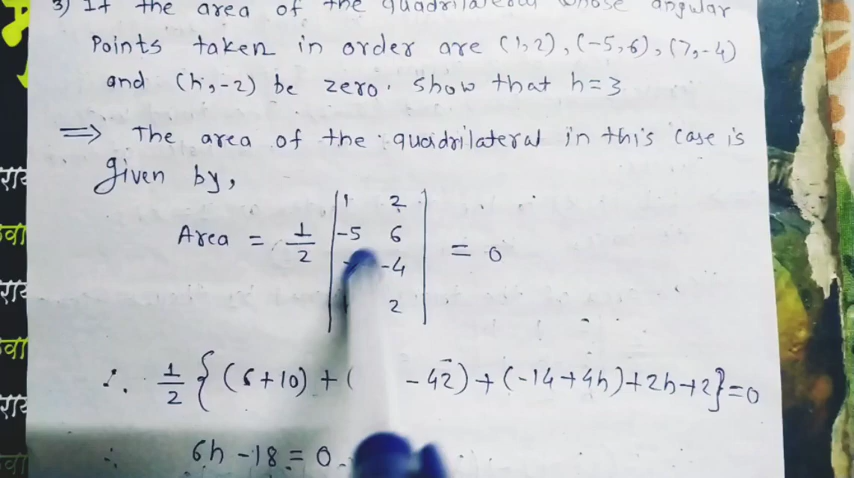 3) If the area of the quadrilateral whose angular
Points taken in order are (1,2), (-5,6), (7,-4)
and (h,-2) be zero. Show that h=3
⟹ The area of the quadrilateral in this case is
Given by,
Area = 1/2 | 1 2
-5 6
-4
2 | = 0
∴ 1/2 {(6+10) + ( -42) + (-14+4h) + 2h+2} = 0
∴ 6h - 18 = 0